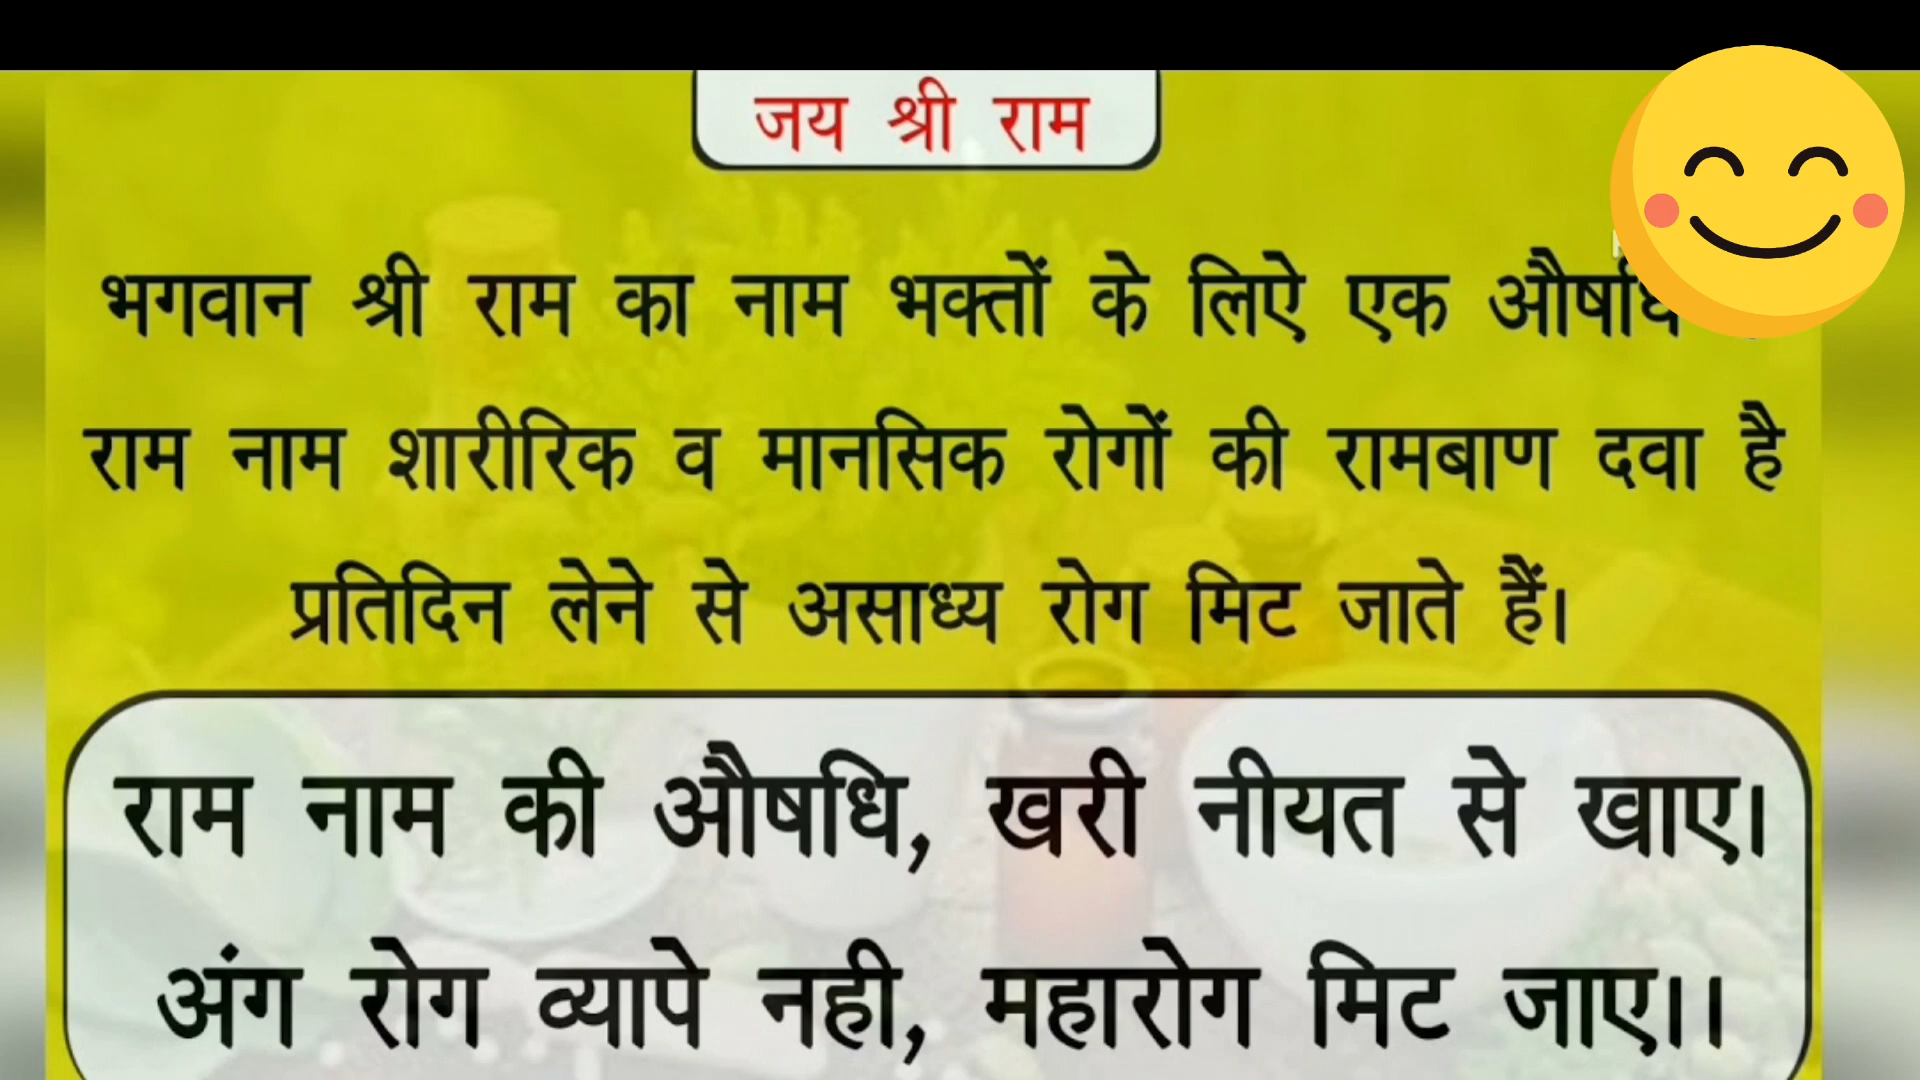 जय श्री राम
भगवान श्री राम का नाम भक्तों के लिऐ एक औषधि
राम नाम शारीरिक व मानसिक रोगों की रामबाण दवा है
प्रतिदिन लेने से असाध्य रोग मिट जाते हैं।
राम नाम की औषधि, खरी नीयत से खाए।
अंग रोग व्यापे नही, महारोग मिट जाए।।